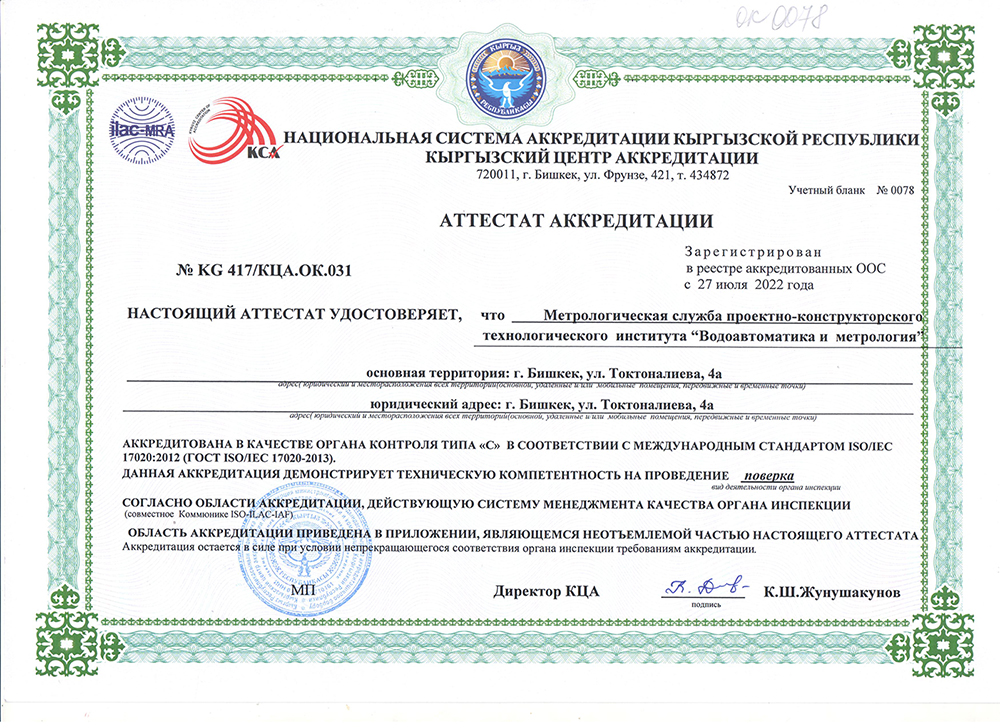 ОК 0078
КЫРГЫЗ
РЕСПУБЛИКАСЫ
ilac-MRA
KYRGYZ CENTER OF ACCREDITATION
КСА
НАЦИОНАЛЬНАЯ СИСТЕМА АККРЕДИТАЦИИ КЫРГЫЗСКОЙ РЕСПУБЛИКИ
КЫРГЫЗСКИЙ ЦЕНТР АККРЕДИТАЦИИ
720011, г. Бишкек, ул. Фрунзе, 421, т. 434872
Учетный бланк № 0078
АТТЕСТАТ АККРЕДИТАЦИИ
Зарегистрирован
№ KG 417/КЦА.ОК.031
в реестре аккредитованных ООС
с 27 июля 2022 года
НАСТОЯЩИЙ АТТЕСТАТ УДОСТОВЕРЯЕТ, что Метрологическая служба проектно-конструкторского
технологического института “Водоавтоматика и метрология”
основная территория: г. Бишкек, ул. Токтоналиева, 4а
адрес( юридический и месторасположения всех территорий(основной, удаленные и или мобильные помещения, передвижные и временные точки)
юридический адрес: г. Бишкек, ул. Токтоналиева, 4а
адрес( юридический и месторасположения всех территорий(основной, удаленные и или мобильные помещения, передвижные и временные точки)
АККРЕДИТОВАНА В КАЧЕСТВЕ ОРГАНА КОНТРОЛЯ ТИПА «С» В СООТВЕТСТВИИ С МЕЖДУНАРОДНЫМ СТАНДАРТОМ ISO/IEC
17020:2012 (ГОСТ ISO/IEC 17020-2013).
ДАННАЯ АККРЕДИТАЦИЯ ДЕМОНСТРИРУЕТ ТЕХНИЧЕСКУЮ КОМПЕТЕНТНОСТЬ НА ПРОВЕДЕНИЕ поверка
вид деятельности органа инспекции
СОГЛАСНО ОБЛАСТИ АККРЕДИТАЦИИ, ДЕЙСТВУЮЩУЮ СИСТЕМУ МЕНЕДЖМЕНТА КАЧЕСТВА ОРГАНА ИНСПЕКЦИИ
(совместное Коммюнике ISO-ILAC-IAF)
ОБЛАСТЬ АККРЕДИТАЦИИ ПРИВЕДЕНА В ПРИЛОЖЕНИИ, ЯВЛЯЮЩЕМСЯ НЕОТЪЕМЛЕМОЙ ЧАСТЬЮ НАСТОЯЩЕГО АТТЕСТАТА
Аккредитация остается в силе при условии непрекращающегося соответствия органа инспекции требованиям аккредитации.
МП
Директор КЦА К.Ш.Жунушакунов
подпись